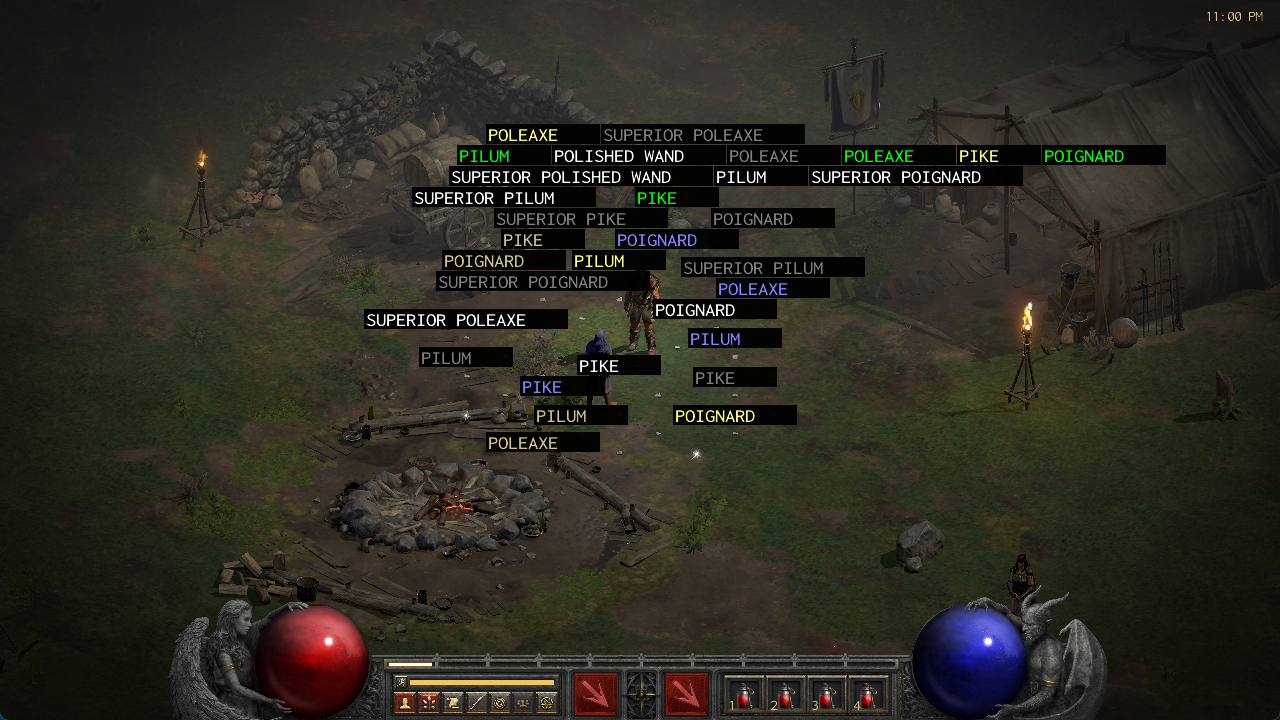 11:00 PM
POLEAXE SUPERIOR POLEAXE
PILUM POLISHED WAND POLEAXE POLEAXE PIKE POIGNARD
SUPERIOR POLISHED WAND PILUM SUPERIOR POIGNARD
SUPERIOR PILUM PIKE
SUPERIOR PIKE POIGNARD
PIKE POIGNARD
POIGNARD PILUM SUPERIOR PILUM
SUPERIOR POIGNARD POLEAXE
SUPERIOR POLEAXE POIGNARD
PILUM
PILUM PIKE
PIKE PIKE
PILUM POIGNARD
POLEAXE
1 2 3 4